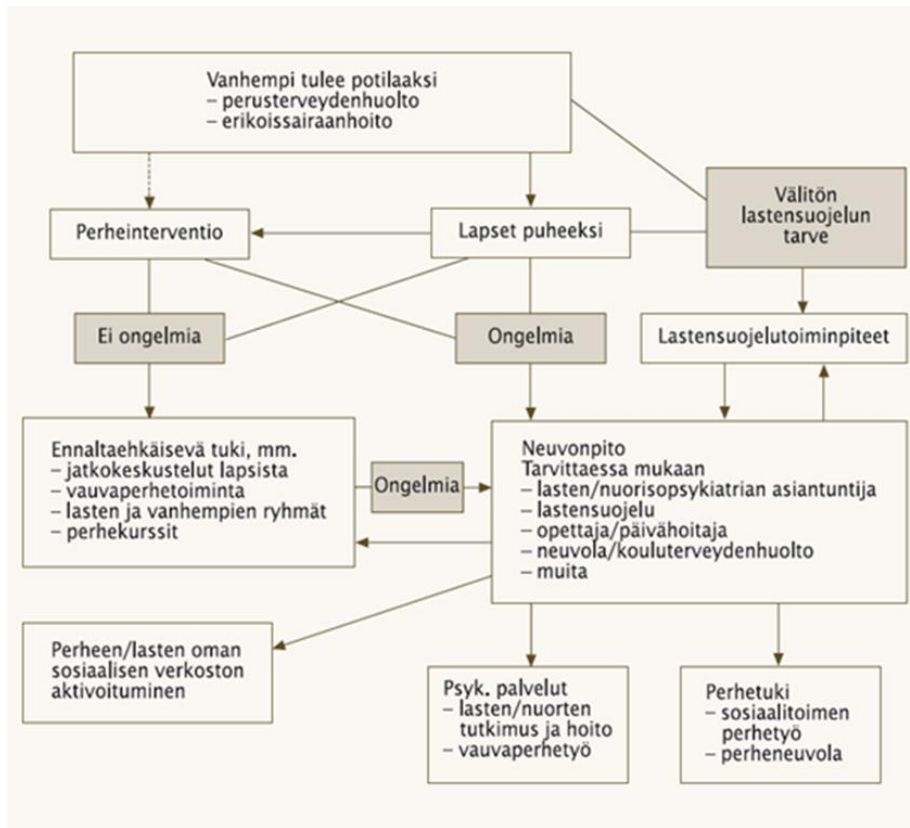 Vanhempi tulee potilaaksi
– perusterveydenhuolto
– erikoissairaanhoito
Välitön
lastensuojelun
tarve
Perheinterventio
Lapset puheeksi
Ei ongelmia
Ongelmia
Lastensuojelutoiminpiteet
Ennaltaehkäisevä tuki, mm.
– jatkokeskustelut lapsista
– vauvaperhetoiminta
– lasten ja vanhempien ryhmät
– perhekurssit
Ongelmia
Neuvonpito
Tarvittaessa mukaan
– lasten/nuorisopsykiatrian asiantuntija
– lastensuojelu
– opettaja/päivähoitaja
– neuvola/kouluterveydenhuolto
– muita
Perheen/lasten oman
sosiaalisen verkoston
aktivoituminen
Psyk. palvelut
– lasten/nuorten
tutkimus ja hoito
– vauvaperhetyö
Perhetuki
– sosiaalitoimen
perhetyö
– perheneuvola